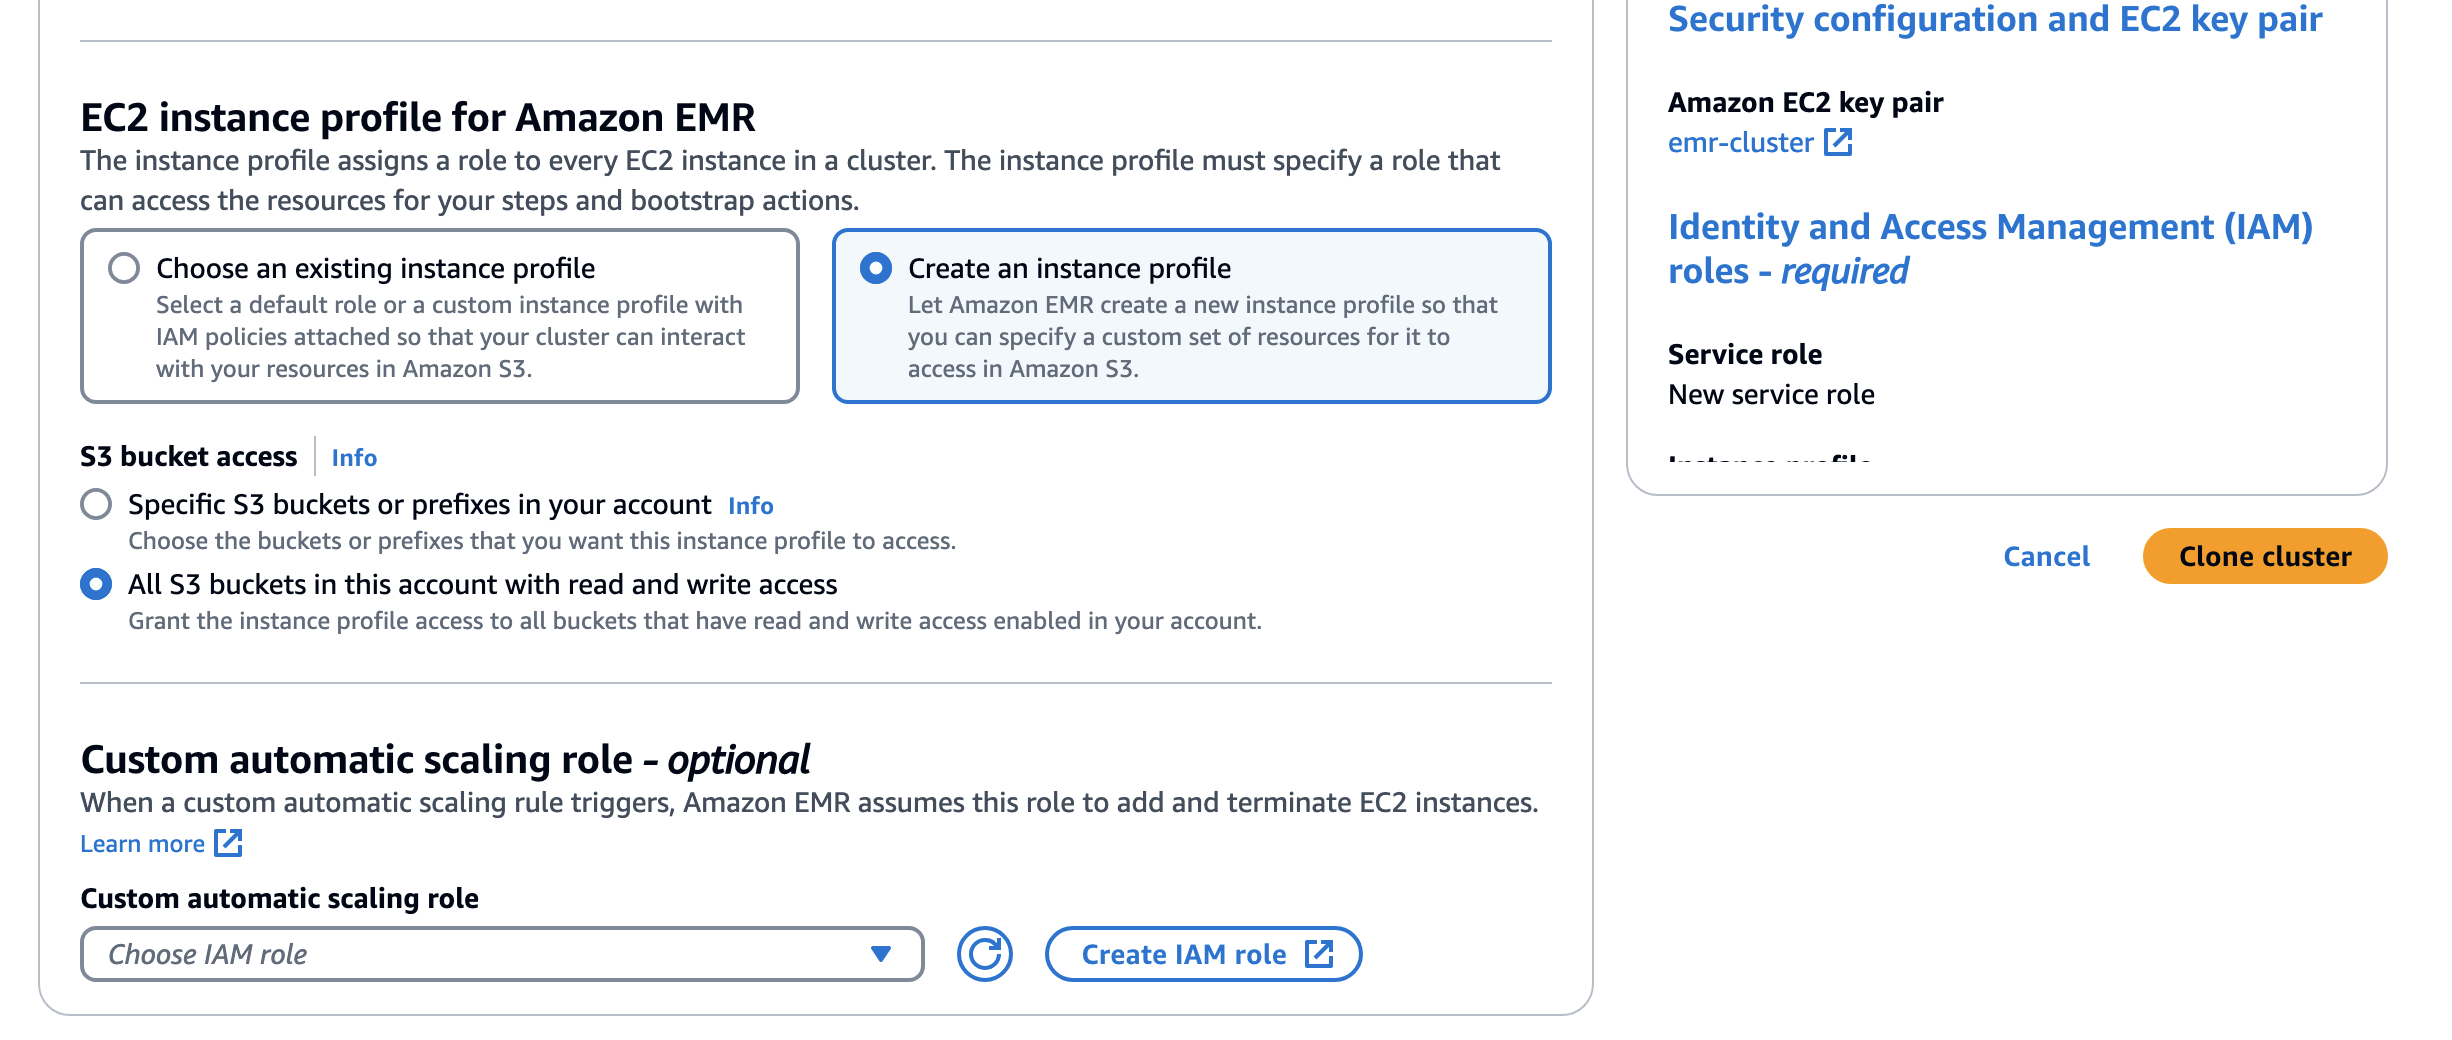 EC2 instance profile for Amazon EMR
The instance profile assigns a role to every EC2 instance in a cluster. The instance profile must specify a role that
can access the resources for your steps and bootstrap actions.
Choose an existing instance profile
Select a default role or a custom instance profile with
IAM policies attached so that your cluster can interact
with your resources in Amazon S3.
Create an instance profile
Let Amazon EMR create a new instance profile so that
you can specify a custom set of resources for it to
access in Amazon S3.
S3 bucket access Info
Specific S3 buckets or prefixes in your account Info
Choose the buckets or prefixes that you want this instance profile to access.
All S3 buckets in this account with read and write access
Grant the instance profile access to all buckets that have read and write access enabled in your account.
Custom automatic scaling role - optional
When a custom automatic scaling rule triggers, Amazon EMR assumes this role to add and terminate EC2 instances.
Learn more
Custom automatic scaling role
Choose IAM role
Create IAM role
Security configuration and EC2 key pair
Amazon EC2 key pair
emr-cluster
Identity and Access Management (IAM)
roles - required
Service role
New service role
Instance profile
Cancel
Clone cluster